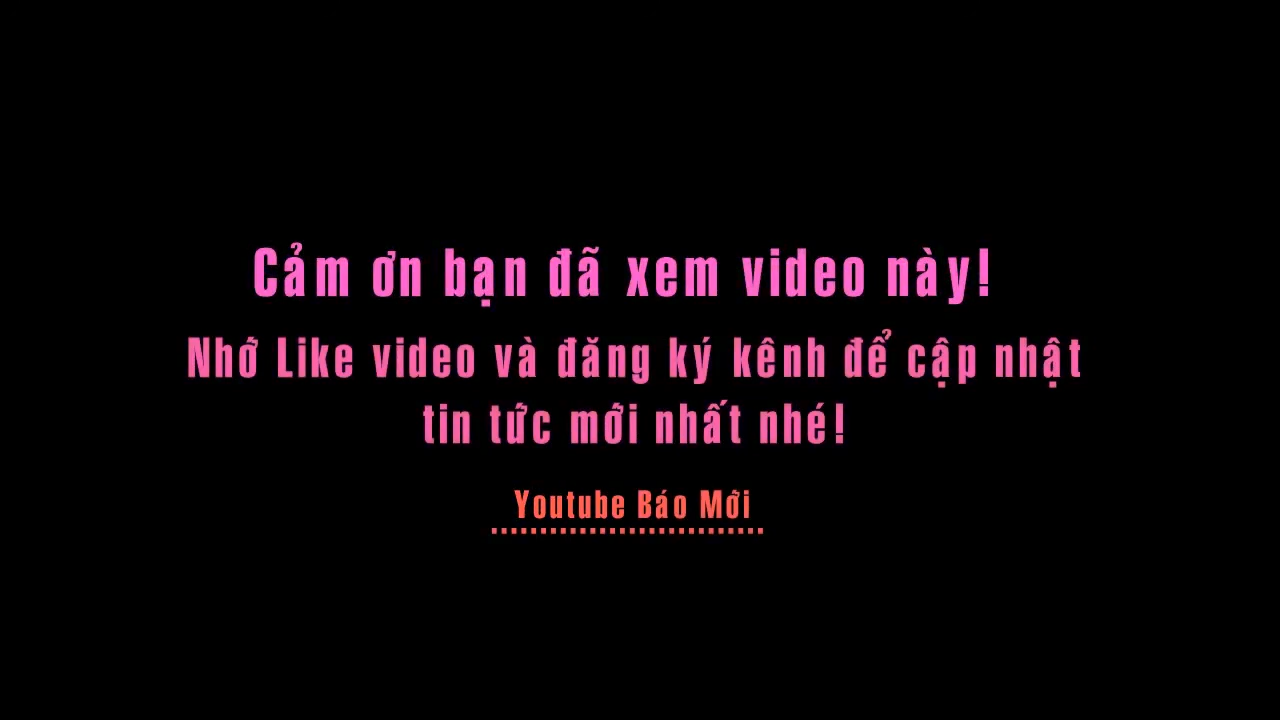 Cảm ơn bạn đã xem video này!
Nhớ Like video và đăng ký kênh để cập nhật
tin tức mới nhất nhé!
Youtube Báo Mới